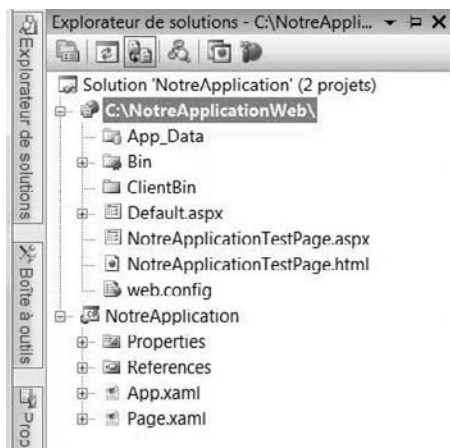 Explorateur de solutions - C:\NotreAppli...
Explorateur de solutions
Boîte à outils
Prop
Solution 'NotreApplication' (2 projets)
C:\NotreApplicationWeb\
App_Data
Bin
ClientBin
Default.aspx
NotreApplicationTestPage.aspx
NotreApplicationTestPage.html
web.config
NotreApplication
Properties
References
App.xaml
Page.xaml